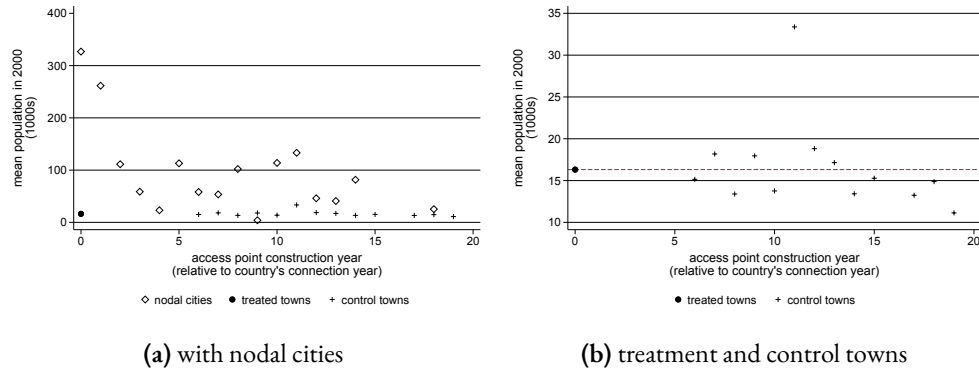 400
300
200
100
0
mean population in 2000
(1000s)
0 5 10 15 20
access point construction year
(relative to country's connection year)
◇ nodal cities ● treated towns + control towns
(a) with nodal cities
35
30
25
20
15
10
mean population in 2000
(1000s)
0 5 10 15 20
access point construction year
(relative to country's connection year)
● treated towns + control towns
(b) treatment and control towns